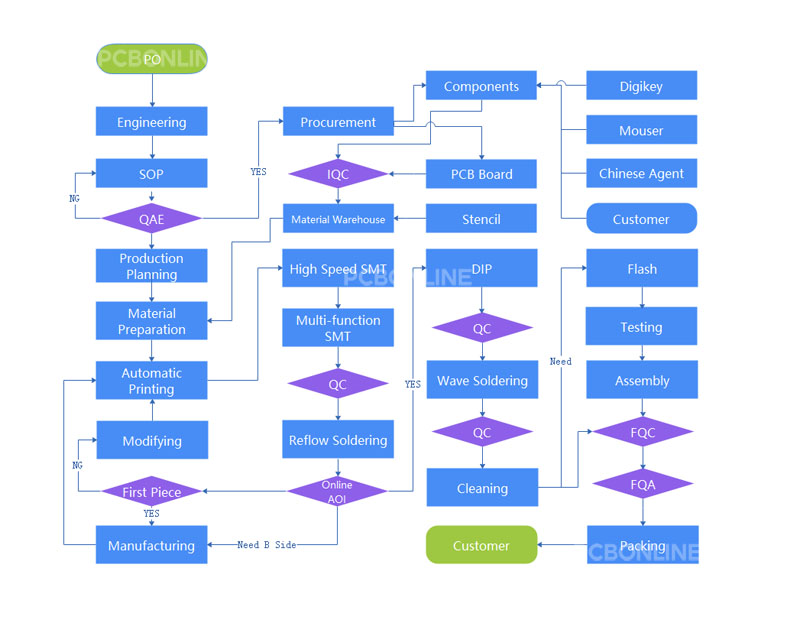 PCBONLINE
PO
Engineering
SOP
NG
QAE
YES
Production
Planning
Material
Preparation
Automatic
Printing
Modifying
NG
First Piece
YES
Manufacturing
Procurement
IQC
Material Warehouse
High Speed SMT
Multi-function
SMT
QC
Reflow Soldering
Online
AOI
Need B Side
YES
Components
PCB Board
Stencil
PCBONLINE
DIP
QC
Wave Soldering
QC
Cleaning
Need
Customer
Digikey
Mouser
Chinese Agent
Customer
Flash
Testing
Assembly
FQC
FQA
Packing
CBONLINE